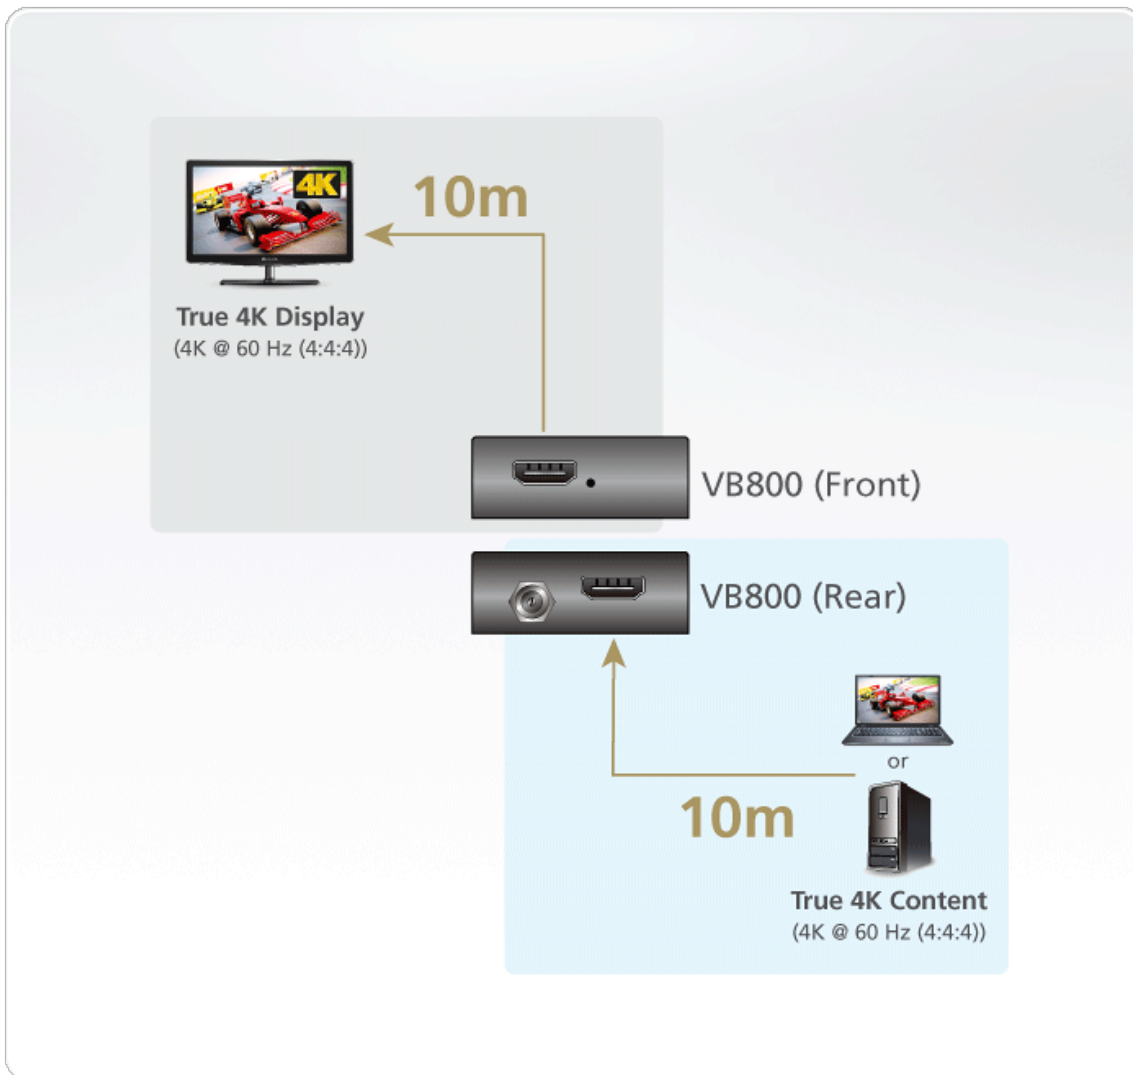 4K
10m
True 4K Display
(4K @ 60 Hz (4:4:4))
VB800 (Front)
VB800 (Rear)
or
10m
True 4K Content
(4K @ 60 Hz (4:4:4))